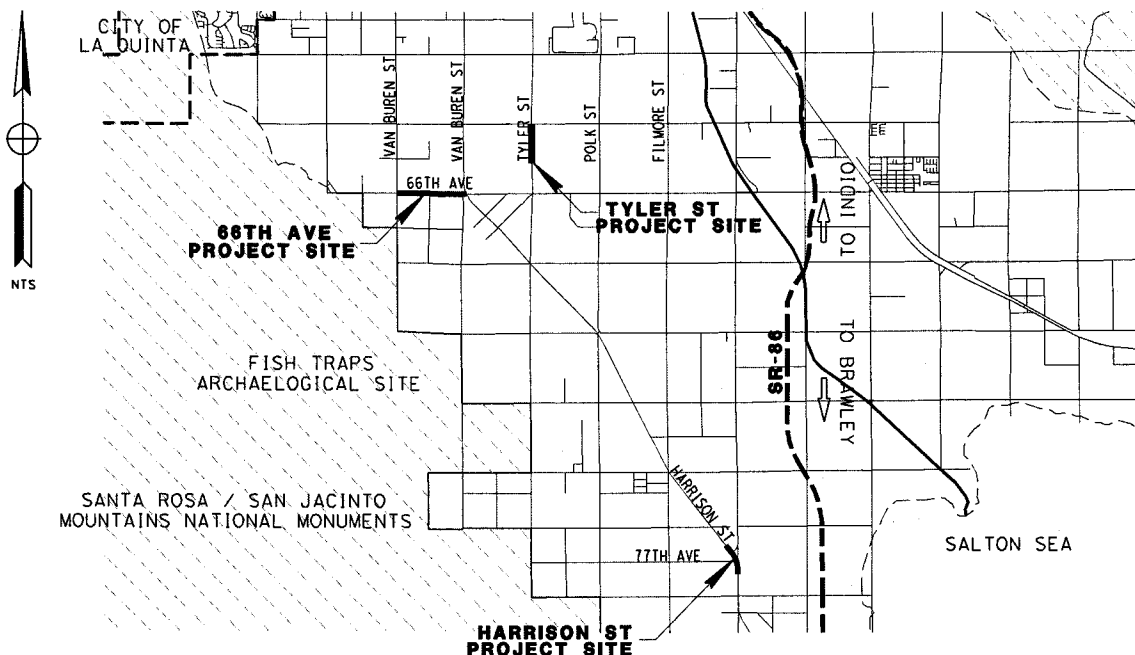 CITY OF
LA QUINTA
NTS
VAN BUREN ST
VAN BUREN ST
TYLER ST
POLK ST
FILMORE ST
66TH AVE
66TH AVE
PROJECT SITE
TYLER ST
PROJECT SITE
TO INDIO
SR-86
TO BRAWLEY
FISH TRAPS
ARCHAELOGICAL SITE
SANTA ROSA / SAN JACINTO
MOUNTAINS NATIONAL MONUMENTS
HARRISON ST
77TH AVE
SALTON SEA
HARRISON ST
PROJECT SITE